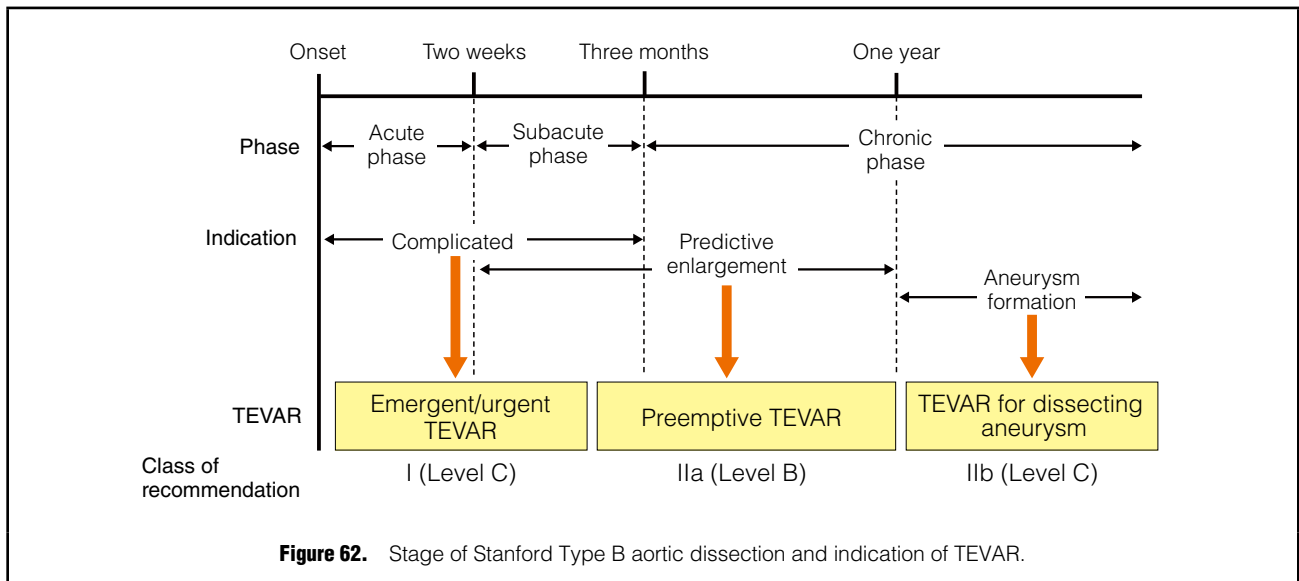 Onset Two weeks Three months One year
Phase
Acute
phase
Subacute
phase
Chronic
phase
Indication
Complicated
Predictive
enlargement
Aneurysm
formation
TEVAR
Emergent/urgent
TEVAR
Preemptive TEVAR
TEVAR for dissecting
aneurysm
Class of
recommendation
I (Level C)
IIa (Level B)
IIb (Level C)
Figure 62. Stage of Stanford Type B aortic dissection and indication of TEVAR.